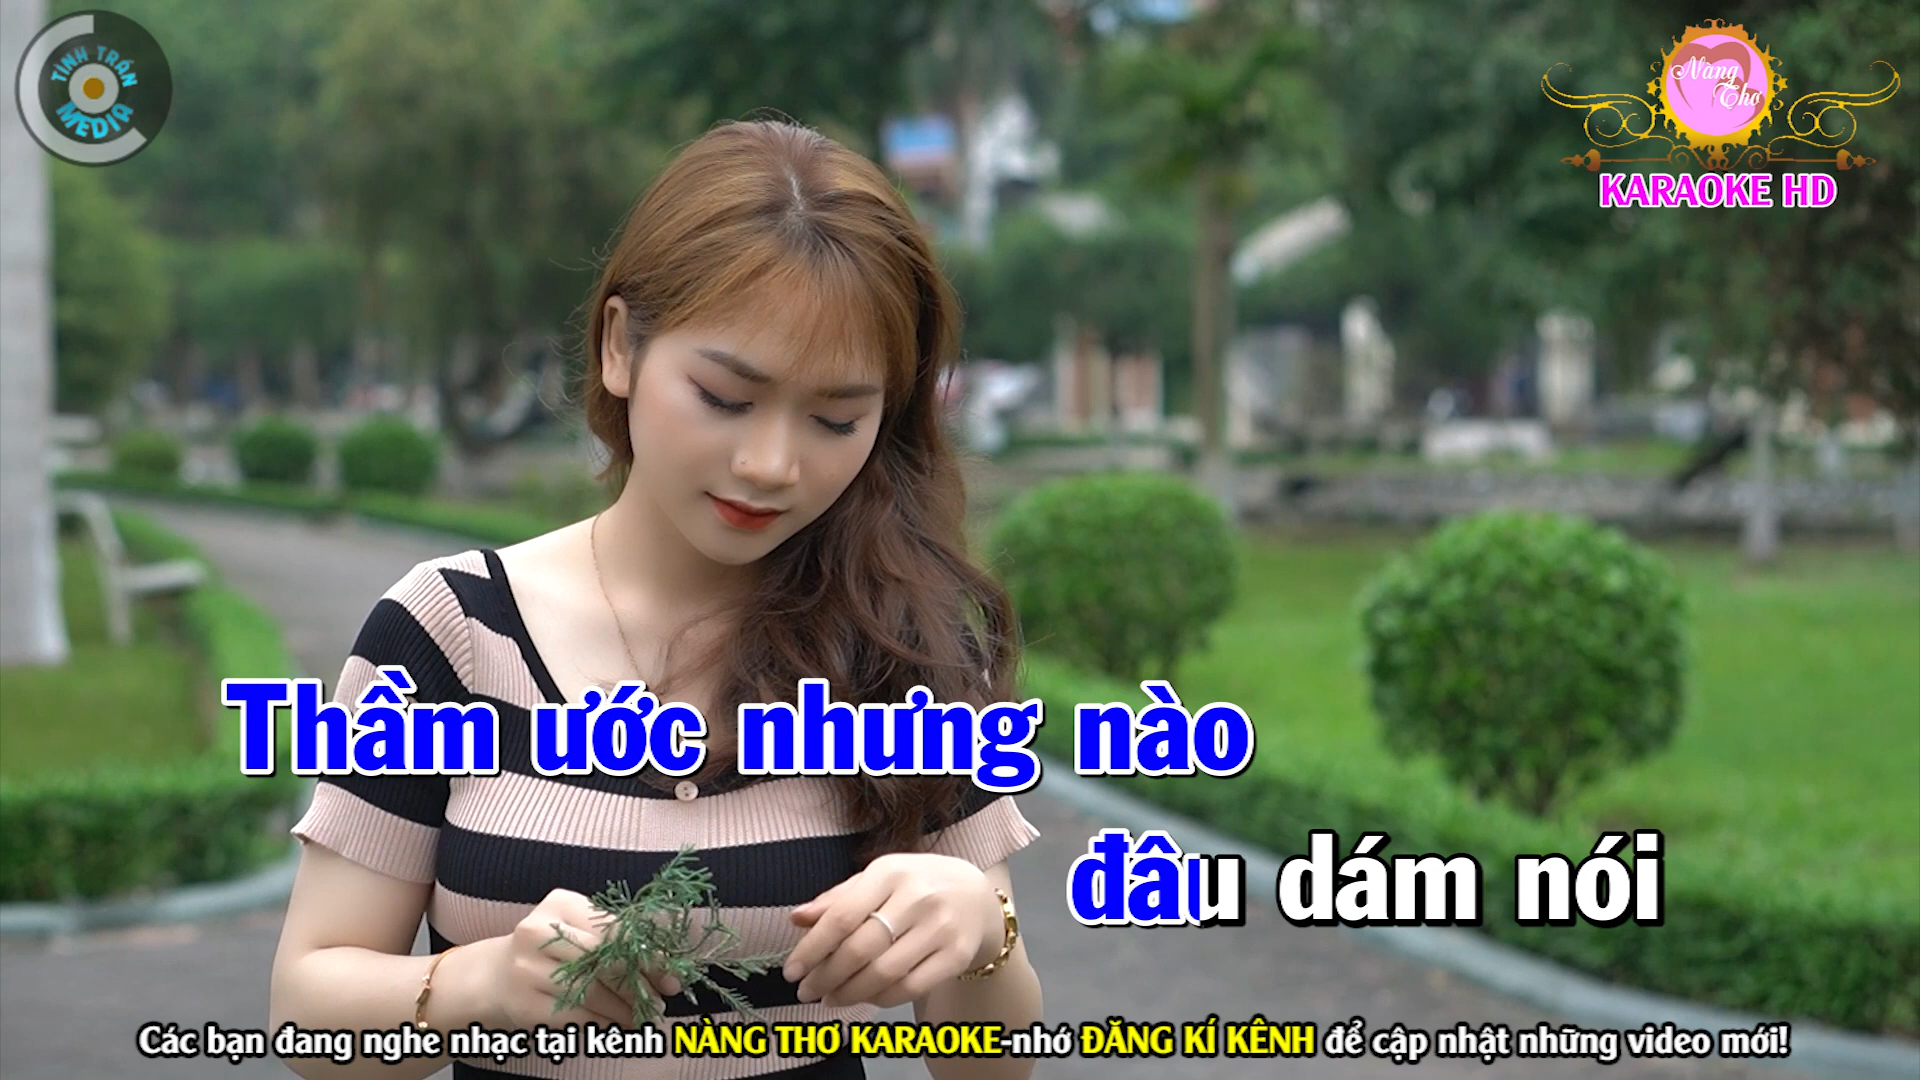 TÌNH TRẦN
MEDIA
Nàng
Thơ
KARAOKE HD
Thầm ước nhưng nào
đâu dám nói
Các bạn đang nghe nhạc tại kênh NÀNG THƠ KARAOKE-nhớ ĐĂNG KÍ KÊNH để cập nhật những video mới!